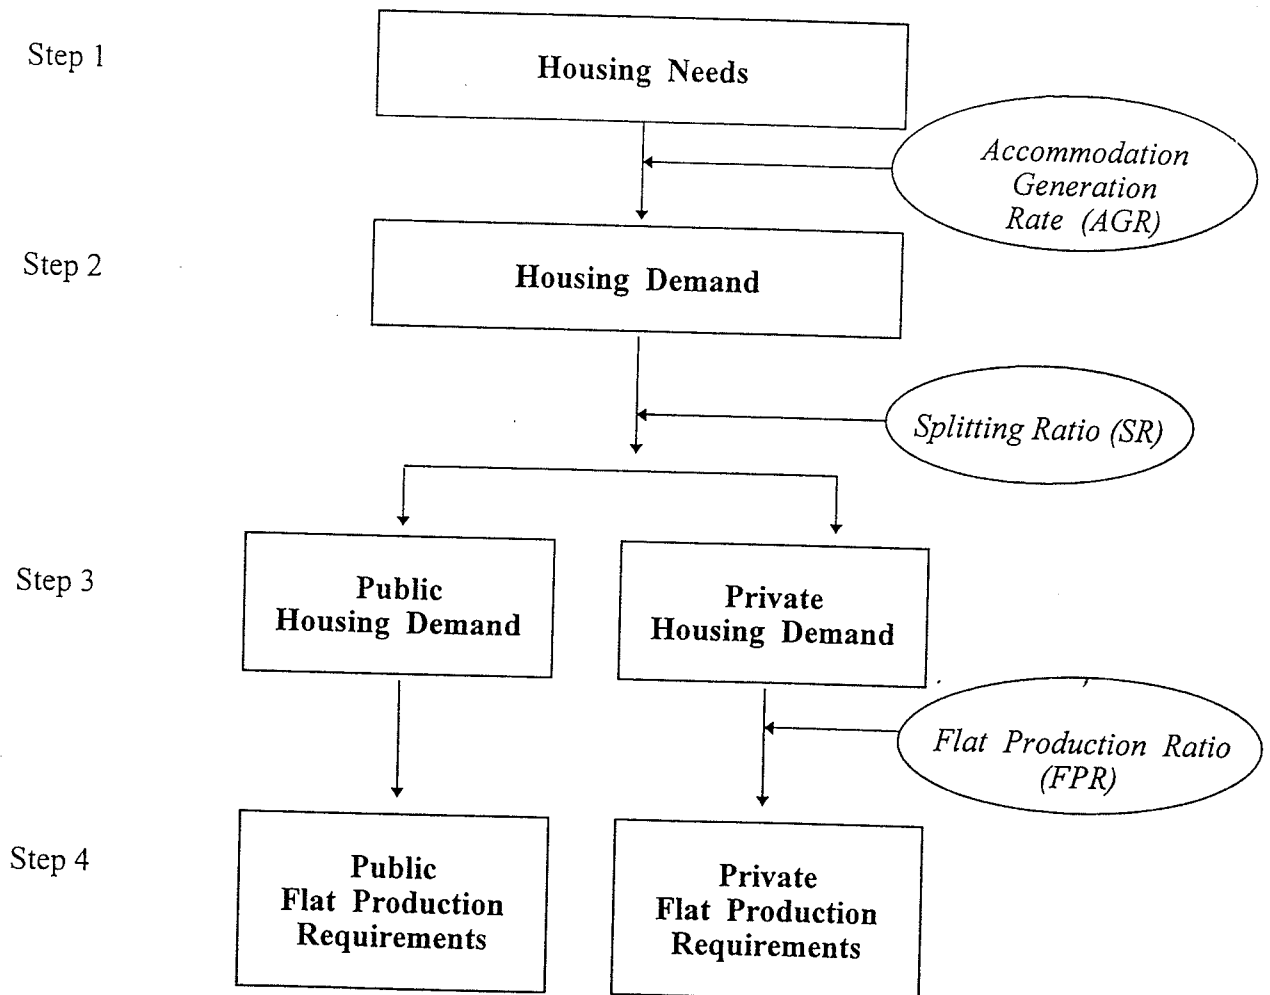 Step 1
Housing Needs
Accommodation
Generation
Rate (AGR)
Step 2
Housing Demand
Splitting Ratio (SR)
Step 3
Public
Housing Demand
Private
Housing Demand
Flat Production Ratio
(FPR)
Step 4
Public
Flat Production
Requirements
Private
Flat Production
Requirements